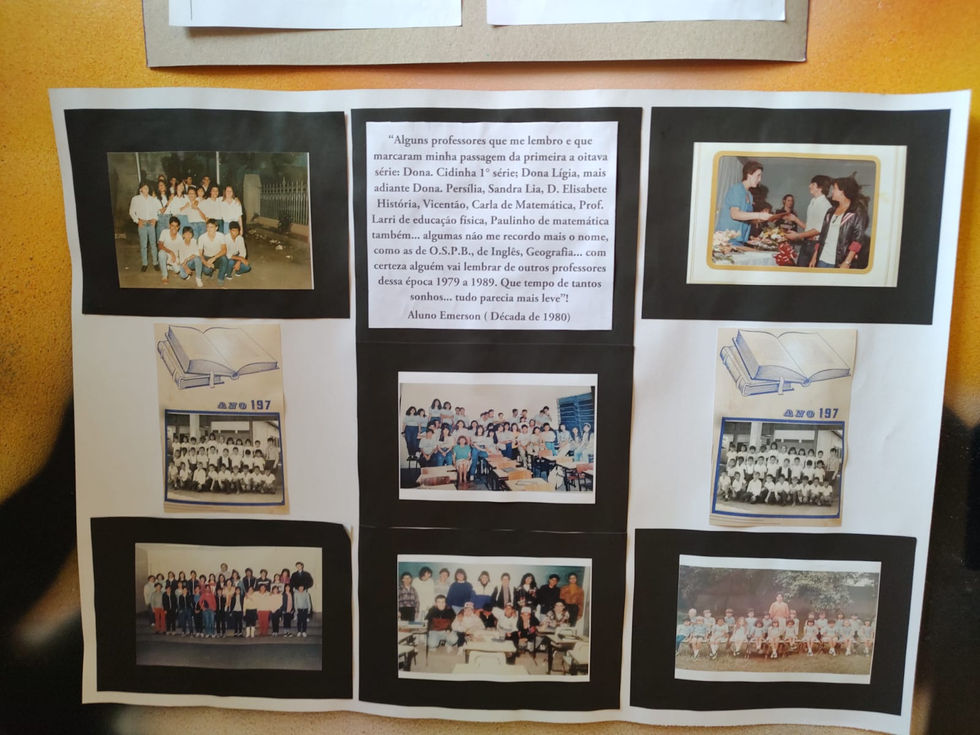 “Alguns professores que me lembro e que
marcaram minha passagem da primeira a oitava
série: Dona. Cidinha 1° série; Dona Lígia, mais
adiante Dona. Persília, Sandra Lia, D. Elisabete
História, Vicentão, Carla de Matemática, Prof.
Larri de educação física, Paulinho de matemática
também... algumas não me recordo mais o nome,
como as de O.S.P.B., de Inglês, Geografia... com
certeza alguém vai lembrar de outros professores
dessa época 1979 a 1989. Que tempo de tantos
sonhos... tudo parecia mais leve”!
Aluno Emerson ( Década de 1980)
ANO 197
ANO 197